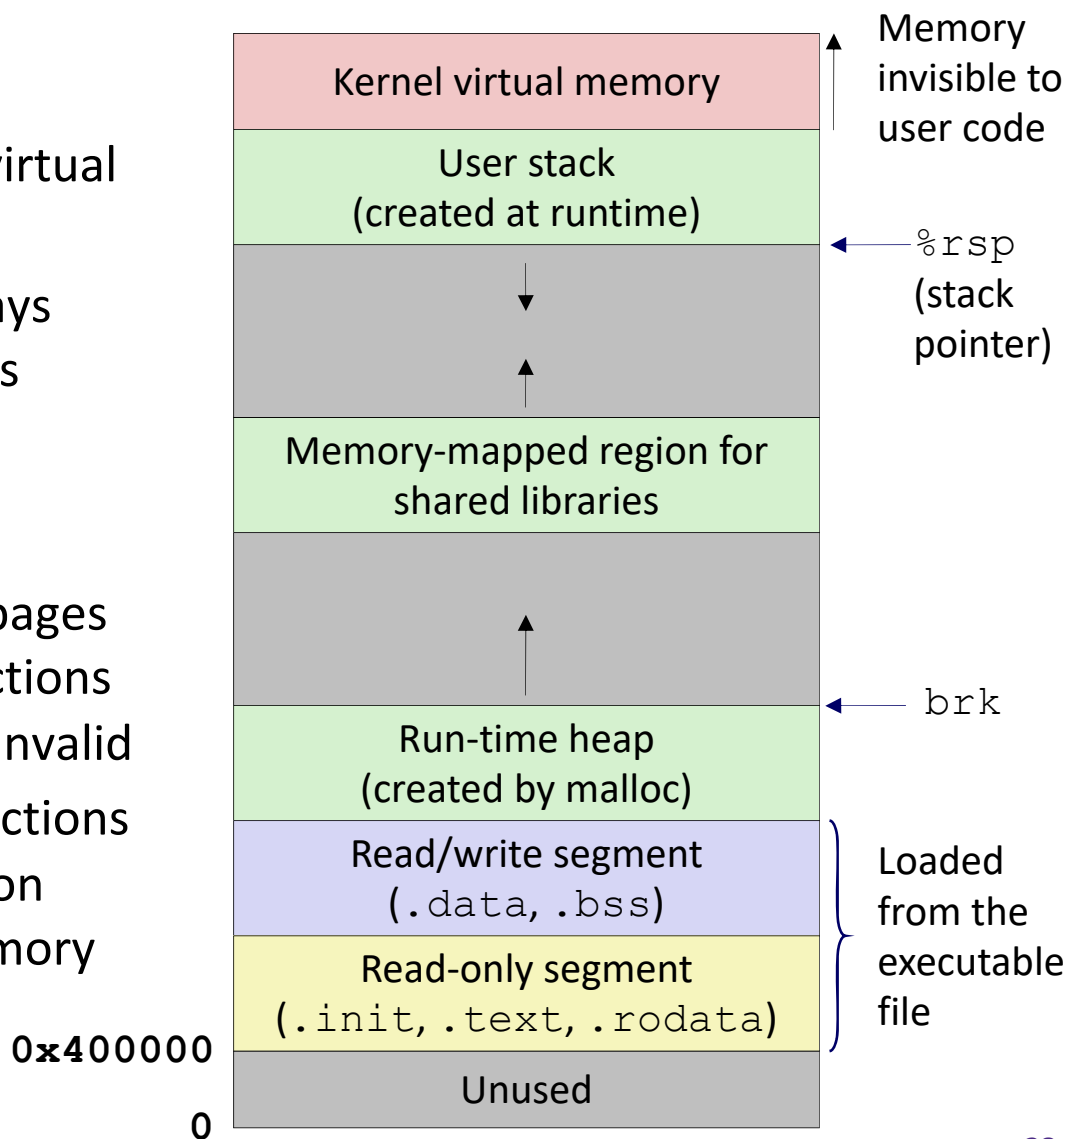 virtual
ays
s
pages
ctions
nvalid
ctions
on
mory
Memory
invisible to
user code
Kernel virtual memory
User stack
(created at runtime)
%rsp
(stack
pointer)
Memory-mapped region for
shared libraries
brk
Run-time heap
(created by malloc)
Read/write segment
(.data, .bss)
Loaded
from the
executable
file
Read-only segment
(.init, .text, .rodata)
0x400000
Unused
0